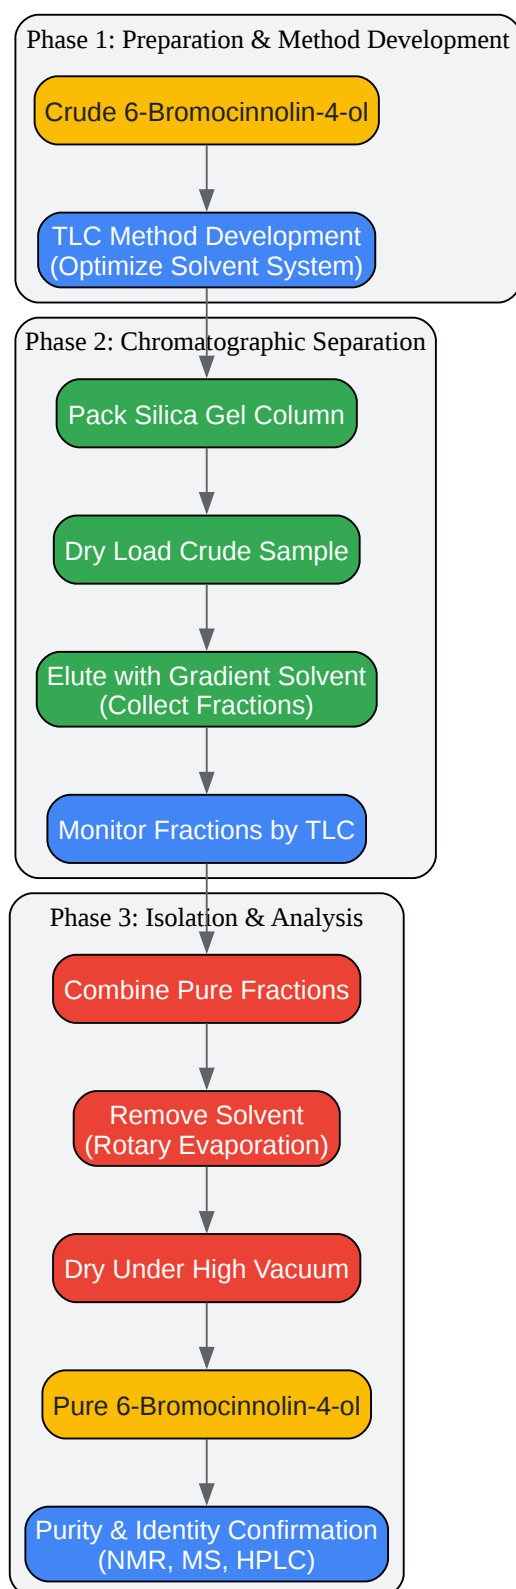 Phase 1: Preparation & Method Development
Crude 6-Bromocinnolin-4-ol
TLC Method Development
(Optimize Solvent System)
Phase 2: Chromatographic Separation
Pack Silica Gel Column
Dry Load Crude Sample
Elute with Gradient Solvent
(Collect Fractions)
Monitor Fractions by TLC
Phase 3: Isolation & Analysis
Combine Pure Fractions
Remove Solvent
(Rotary Evaporation)
Dry Under High Vacuum
Pure 6-Bromocinnolin-4-ol
Purity & Identity Confirmation
(NMR, MS, HPLC)